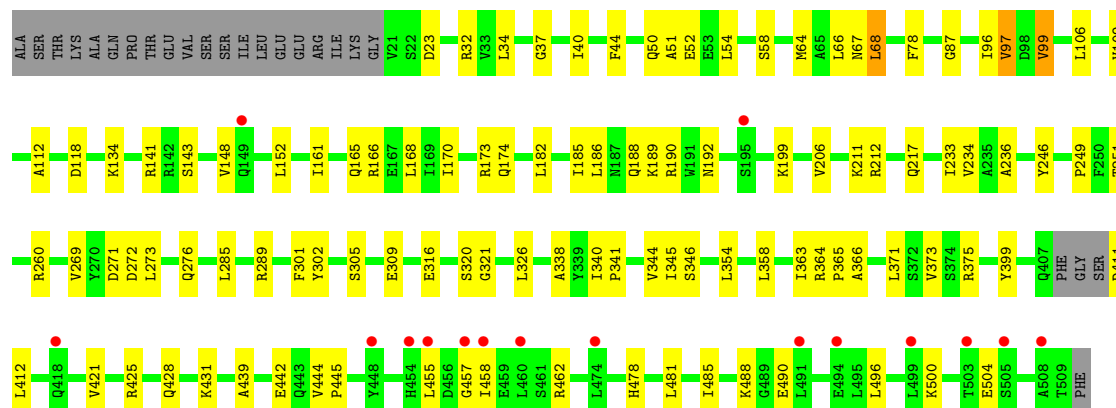 ALA SER THR LYS ALA GLN PRO THR GLU VAL SER SER ILE LEU GLU GLU ARG ILE LYS GLY V21 S22 D23 R32 V33 L34 G37 I40 F44 Q50 A51 E52 E53 L54 S58 M64 A65 L66 N67 L68 F78 G87 I96 V97 D98 V99 L106
A112 D118 K134 R141 R142 S143 V148 Q149 L152 I161 Q165 R166 E167 L168 I169 I170 R173 Q174 L182 I185 L186 N187 Q188 K189 R190 W191 N192 S195 K199 V206 K211 R212 Q217 I233 V234 A235 A236 Y246 P249 F250
R260 V269 Y270 D271 D272 L273 Q276 L285 R289 F301 Y302 S305 E309 E316 S320 G321 L326 A338 Y339 I340 P341 V344 I345 S346 L354 L358 I363 R364 P365 A366 L371 S372 V373 S374 R375 Y399 Q407 PHE GLY SER
L412 Q418 V421 R425 Q428 K431 A439 E442 Q443 V444 P445 Y448 H454 L455 D456 G457 I458 E459 L460 S461 R462 L474 H478 L481 I485 K488 G489 E490 L491 E494 L495 L496 L499 K500 T503 E504 S505 A508 T509 PHE